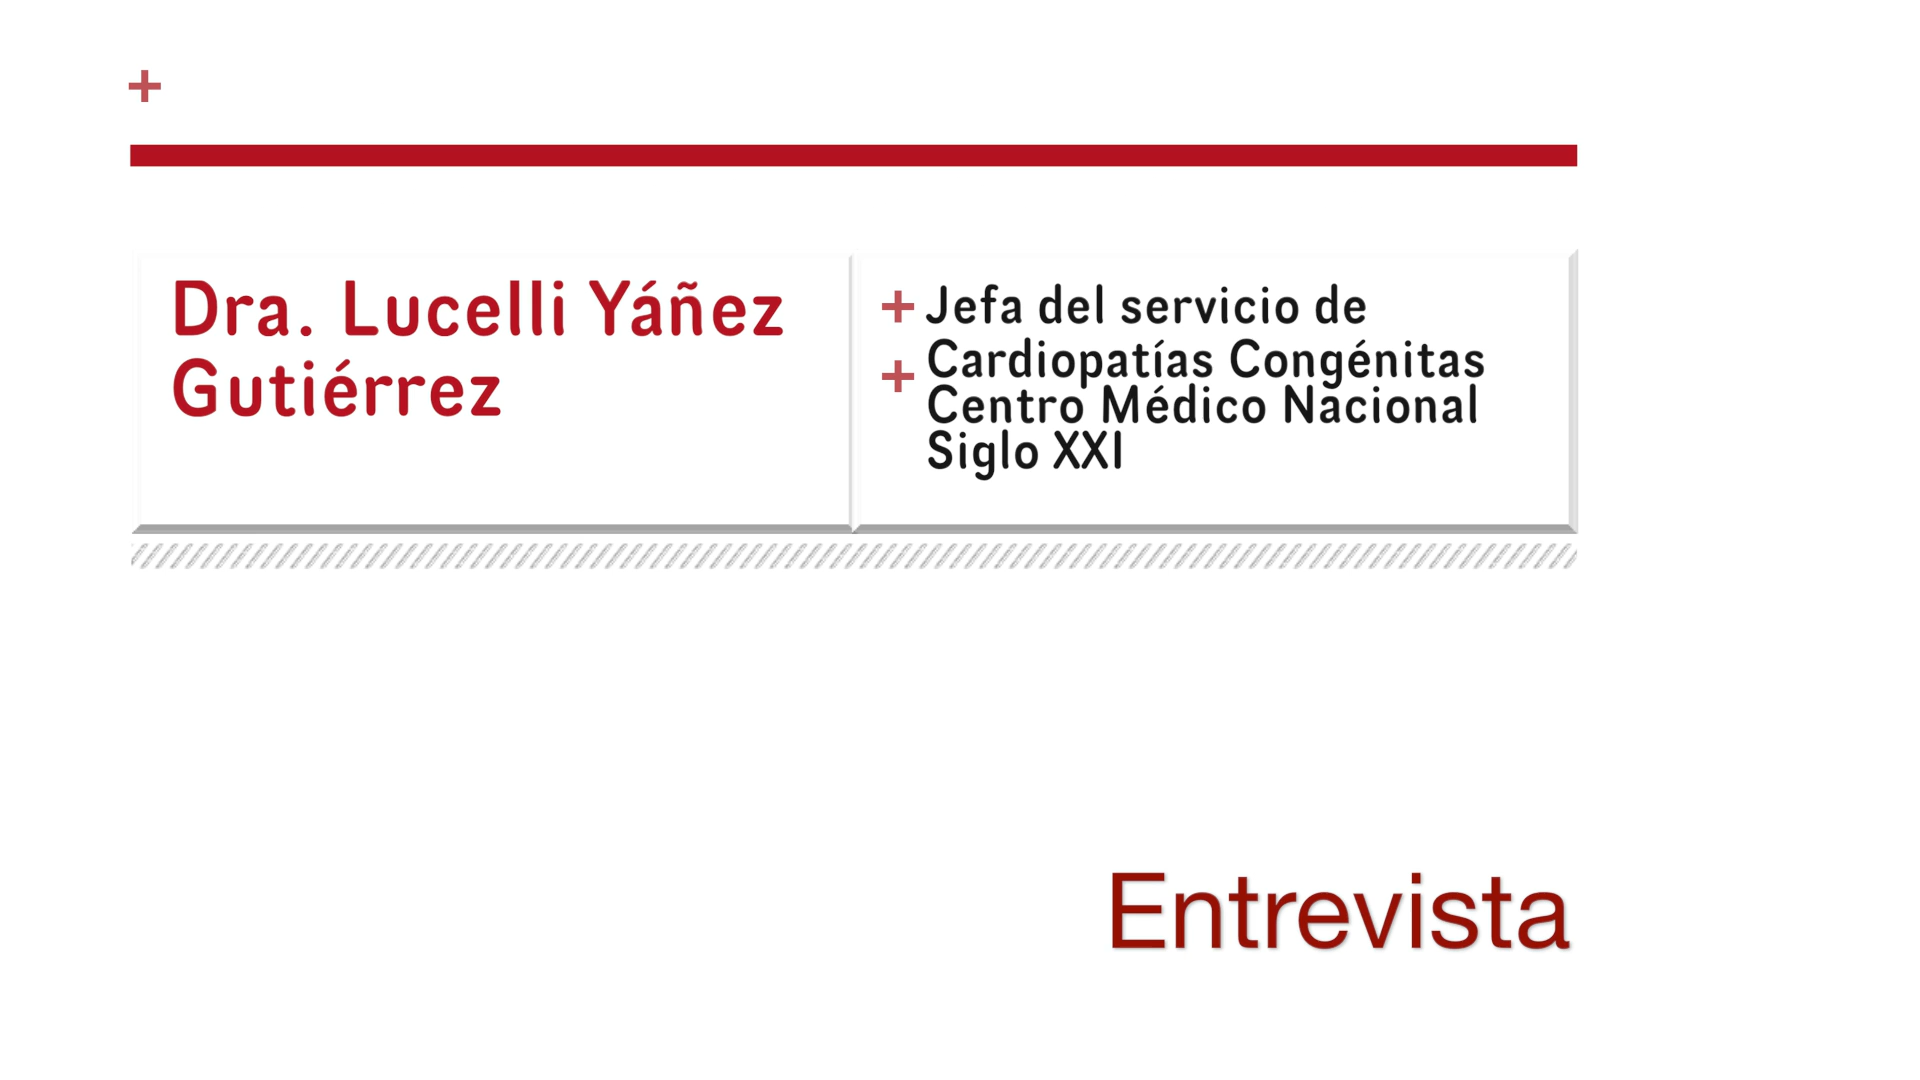 +
Dra. Lucelli Yáñez
Gutiérrez
+ Jefa del servicio de
+ Cardiopatías Congénitas
Centro Médico Nacional
Siglo XXI
Entrevista